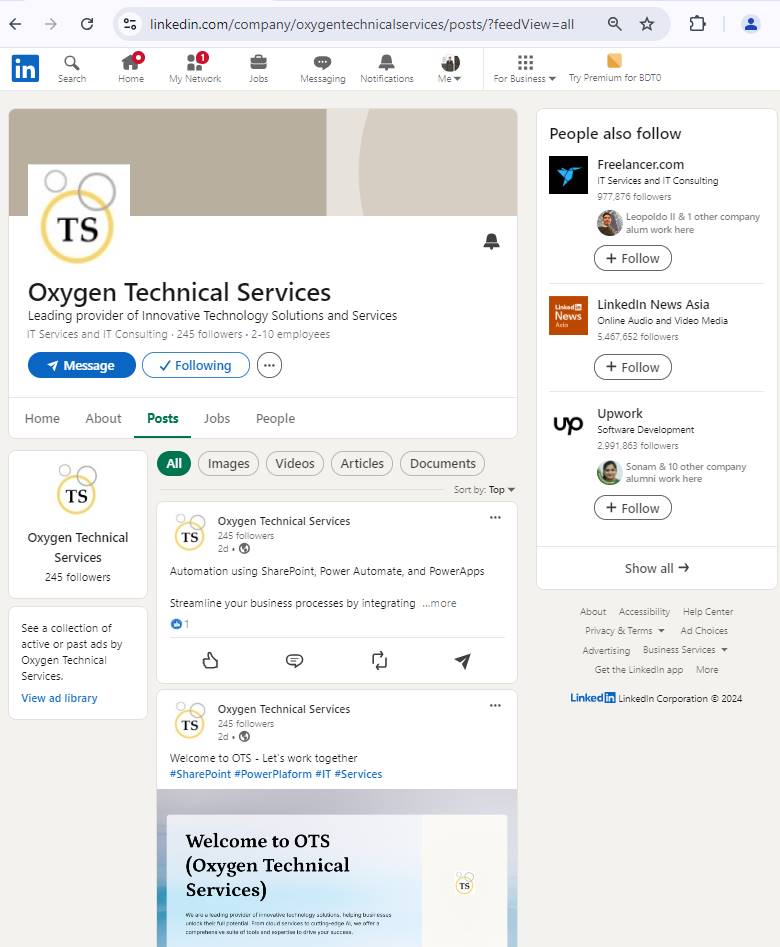 linkedin.com/company/oxygentechnicalservices/posts/?feedView=all
in
Search
Home
1
My Network
Jobs
Messaging
Notifications
Me
For Business
Try Premium for BDT0
TS
Oxygen Technical Services
Leading provider of Innovative Technology Solutions and Services
IT Services and IT Consulting · 245 followers · 2-10 employees
Message
Following
Home
About
Posts
Jobs
People
TS
Oxygen Technical
Services
245 followers
See a collection of
active or past ads by
Oxygen Technical
Services.
View ad library
All
Images
Videos
Articles
Documents
Sort by: Top
TS
Oxygen Technical Services
245 followers
2d •
Automation using SharePoint, Power Automate, and PowerApps
Streamline your business processes by integrating ...more
1
TS
Oxygen Technical Services
245 followers
2d •
Welcome to OTS - Let's work together
#SharePoint #PowerPlaform #IT #Services
Welcome to OTS
(Oxygen Technical
Services)
TS
We are a leading provider of innovative technology solutions, helping businesses
unlock their full potential. From cloud services to cutting-edge AI, we offer a
comprehensive suite of tools and expertise to drive your success.
People also follow
Freelancer.com
IT Services and IT Consulting
977,876 followers
Leopoldo II & 1 other company
alum work here
+ Follow
Linked in
News
Asia
LinkedIn News Asia
Online Audio and Video Media
5,467,652 followers
+ Follow
up
Upwork
Software Development
2,991,863 followers
Sonam & 10 other company
alumni work here
+ Follow
Show all →
About Accessibility Help Center
Privacy & Terms Ad Choices
Advertising Business Services
Get the LinkedIn app More
Linked in LinkedIn Corporation © 2024